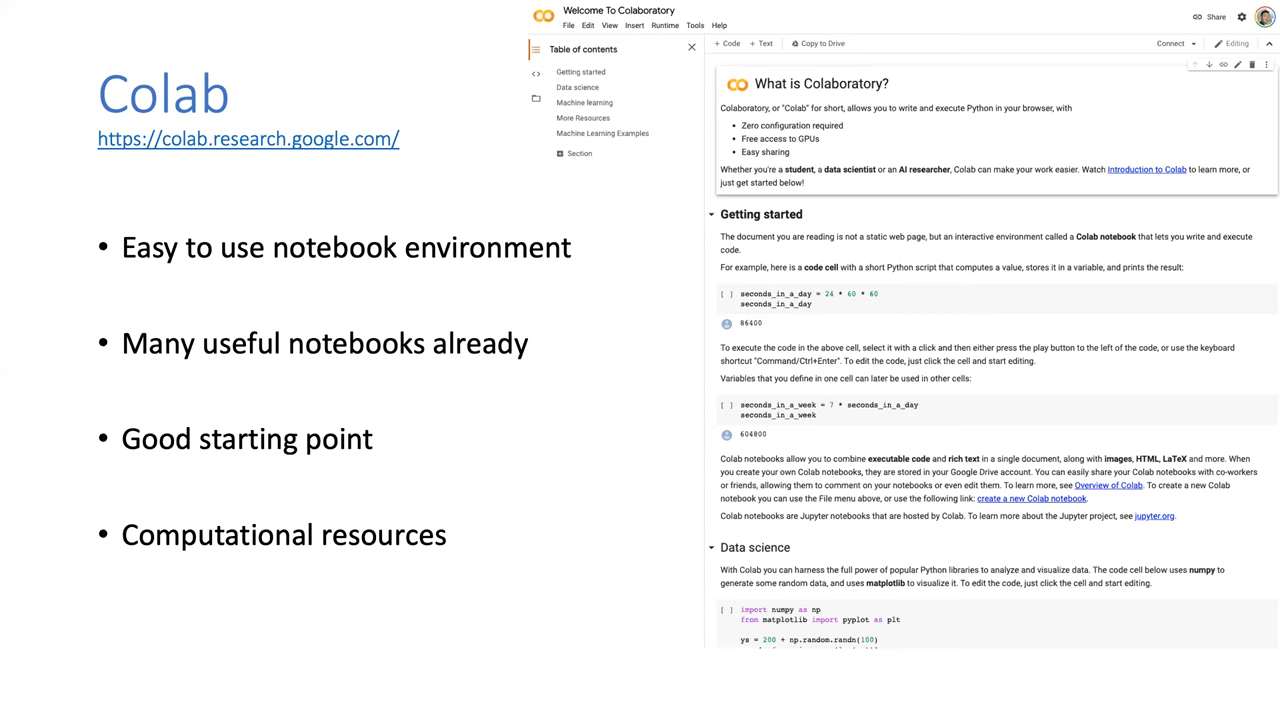 Colab
https://colab.research.google.com/
• Easy to use notebook environment
• Many useful notebooks already
• Good starting point
• Computational resources
Welcome To Colaboratory
File Edit View Insert Runtime Tools Help
Share
Table of contents
Getting started
Data science
Machine learning
More Resources
Machine Learning Examples
Section
+ Code + Text Copy to Drive
Connect Editing
What is Colaboratory?
Colaboratory, or "Colab" for short, allows you to write and execute Python in your browser, with
• Zero configuration required
• Free access to GPUs
• Easy sharing
Whether you're a student, a data scientist or an AI researcher, Colab can make your work easier. Watch Introduction to Colab to learn more, or
just get started below!
Getting started
The document you are reading is not a static web page, but an interactive environment called a Colab notebook that lets you write and execute
code.
For example, here is a code cell with a short Python script that computes a value, stores it in a variable, and prints the result:
[ ] seconds_in_a_day = 24 * 60 * 60
seconds_in_a_day
86400
To execute the code in the above cell, select it with a click and then either press the play button to the left of the code, or use the keyboard
shortcut "Command/Ctrl+Enter". To edit the code, just click the cell and start editing.
Variables that you define in one cell can later be used in other cells:
[ ] seconds_in_a_week = 7 * seconds_in_a_day
seconds_in_a_week
604800
Colab notebooks allow you to combine executable code and rich text in a single document, along with images, HTML, LaTeX and more. When
you create your own Colab notebooks, they are stored in your Google Drive account. You can easily share your Colab notebooks with co-workers
or friends, allowing them to comment on your notebooks or even edit them. To learn more, see Overview of Colab. To create a new Colab
notebook you can use the File menu above, or use the following link: create a new Colab notebook.
Colab notebooks are Jupyter notebooks that are hosted by Colab. To learn more about the Jupyter project, see jupyter.org.
Data science
With Colab you can harness the full power of popular Python libraries to analyze and visualize data. The code cell below uses numpy to
generate some random data, and uses matplotlib to visualize it. To edit the code, just click the cell and start editing.
[ ] import numpy as np
from matplotlib import pyplot as plt
ys = 200 + np.random.randn(100)